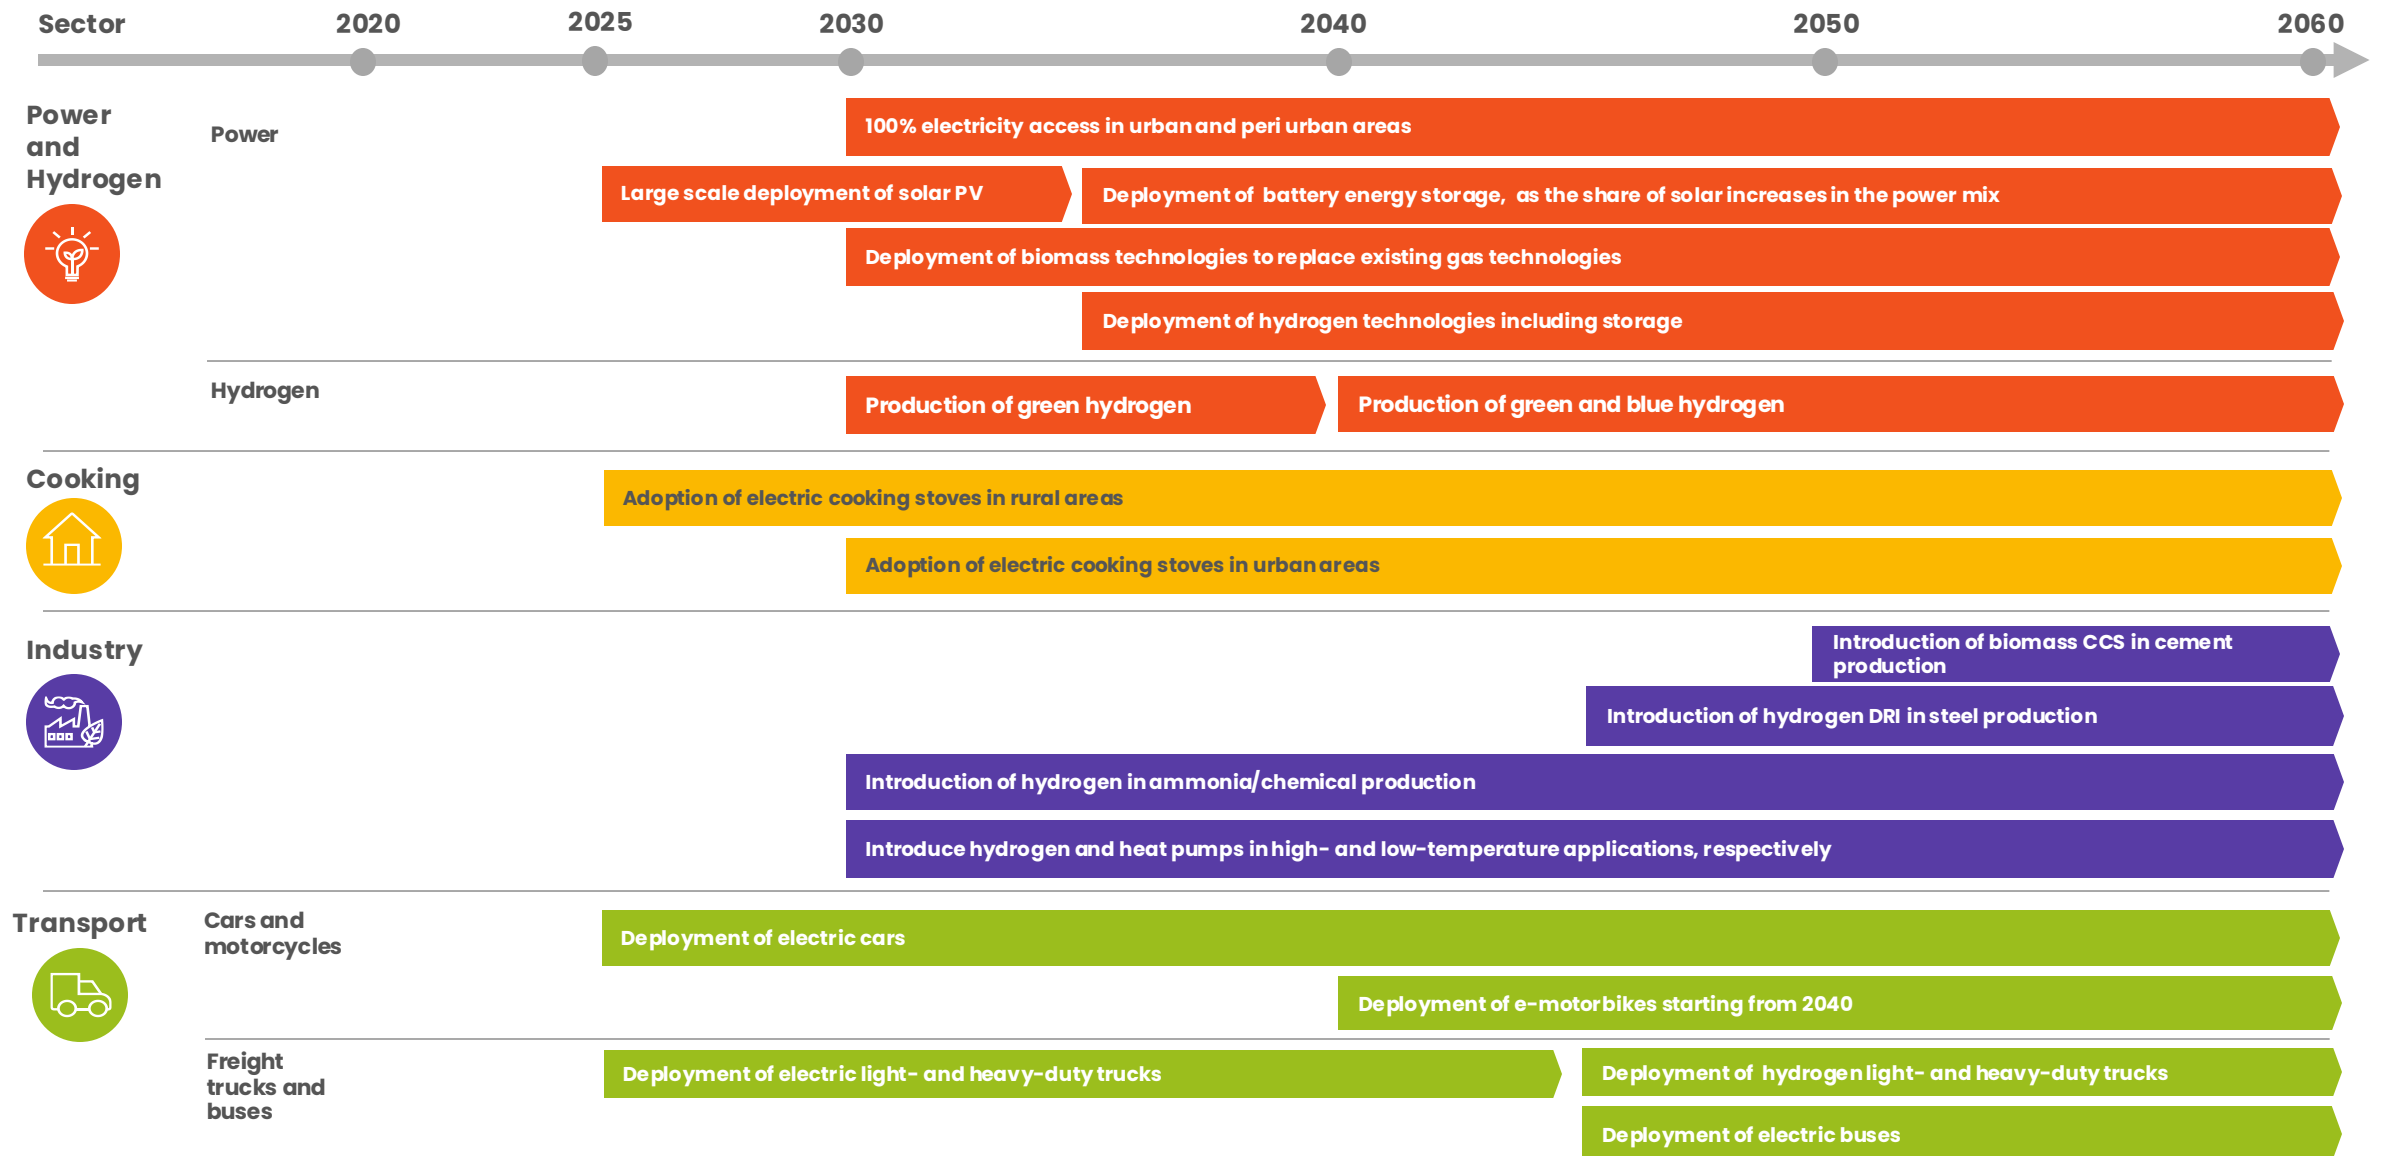 Sector 2020 2025 2030 2040 2050 2060
Power
and
Hydrogen
Power
100% electricity access in urban and peri urban areas
Large scale deployment of solar PV
Deployment of battery energy storage, as the share of solar increases in the power mix
Deployment of biomass technologies to replace existing gas technologies
Deployment of hydrogen technologies including storage
Hydrogen
Production of green hydrogen
Production of green and blue hydrogen
Cooking
Adoption of electric cooking stoves in rural areas
Adoption of electric cooking stoves in urban areas
Industry
Introduction of biomass CCS in cement
production
Introduction of hydrogen DRI in steel production
Introduction of hydrogen in ammonia/chemical production
Introduce hydrogen and heat pumps in high- and low-temperature applications, respectively
Transport
Cars and
motorcycles
Deployment of electric cars
Deployment of e-motorbikes starting from 2040
Freight
trucks and
buses
Deployment of electric light- and heavy-duty trucks
Deployment of hydrogen light- and heavy-duty trucks
Deployment of electric buses